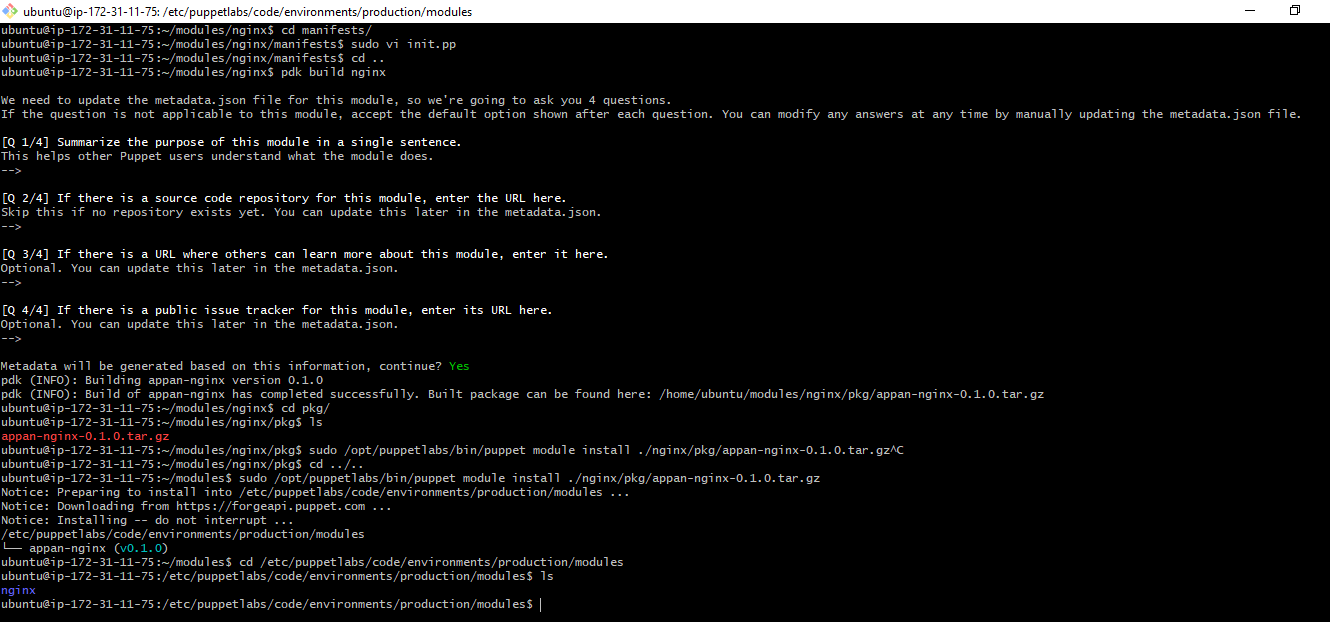 ubuntu@ip-172-31-11-75: /etc/puppetlabs/code/environments/production/modules
ubuntu@ip-172-31-11-75:~/modules/nginx$ cd manifests/
ubuntu@ip-172-31-11-75:~/modules/nginx/manifests$ sudo vi init.pp
ubuntu@ip-172-31-11-75:~/modules/nginx/manifests$ cd ..
ubuntu@ip-172-31-11-75:~/modules/nginx$ pdk build nginx
We need to update the metadata.json file for this module, so we're going to ask you 4 questions.
If the question is not applicable to this module, accept the default option shown after each question. You can modify any answers at any time by manually updating the metadata.json file.
[Q 1/4] Summarize the purpose of this module in a single sentence.
This helps other Puppet users understand what the module does.
-->
[Q 2/4] If there is a source code repository for this module, enter the URL here.
Skip this if no repository exists yet. You can update this later in the metadata.json.
-->
[Q 3/4] If there is a URL where others can learn more about this module, enter it here.
Optional. You can update this later in the metadata.json.
-->
[Q 4/4] If there is a public issue tracker for this module, enter its URL here.
Optional. You can update this later in the metadata.json.
-->
Metadata will be generated based on this information, continue? Yes
pdk (INFO): Building appan-nginx version 0.1.0
pdk (INFO): Build of appan-nginx has completed successfully. Built package can be found here: /home/ubuntu/modules/nginx/pkg/appan-nginx-0.1.0.tar.gz
ubuntu@ip-172-31-11-75:~/modules/nginx$ cd pkg/
ubuntu@ip-172-31-11-75:~/modules/nginx/pkg$ ls
appan-nginx-0.1.0.tar.gz
ubuntu@ip-172-31-11-75:~/modules/nginx/pkg$ sudo /opt/puppetlabs/bin/puppet module install ./nginx/pkg/appan-nginx-0.1.0.tar.gz^C
ubuntu@ip-172-31-11-75:~/modules/nginx/pkg$ cd ../..
ubuntu@ip-172-31-11-75:~/modules$ sudo /opt/puppetlabs/bin/puppet module install ./nginx/pkg/appan-nginx-0.1.0.tar.gz
Notice: Preparing to install into /etc/puppetlabs/code/environments/production/modules ...
Notice: Downloading from https://forgeapi.puppet.com ...
Notice: Installing -- do not interrupt ...
/etc/puppetlabs/code/environments/production/modules
└── appan-nginx (v0.1.0)
ubuntu@ip-172-31-11-75:~/modules$ cd /etc/puppetlabs/code/environments/production/modules
ubuntu@ip-172-31-11-75:/etc/puppetlabs/code/environments/production/modules$ ls
nginx
ubuntu@ip-172-31-11-75:/etc/puppetlabs/code/environments/production/modules$